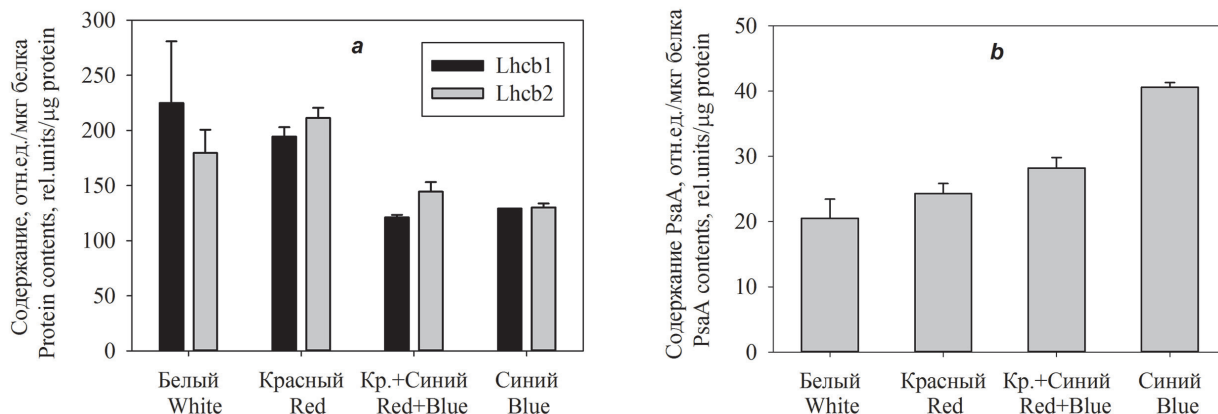 Содержание, отн.ед./мкг белка
Protein contents, rel.units/µg protein
300
250
200
150
100
50
0
a
Lhcb1
Lhcb2
Белый
White
Красный
Red
Кр.+Синий
Red+Blue
Синий
Blue
Содержание PsaA, отн.ед./мкг белка
PsaA contents, rel.units/µg protein
50
40
30
20
10
0
b
Белый
White
Красный
Red
Кр.+Синий
Red+Blue
Синий
Blue